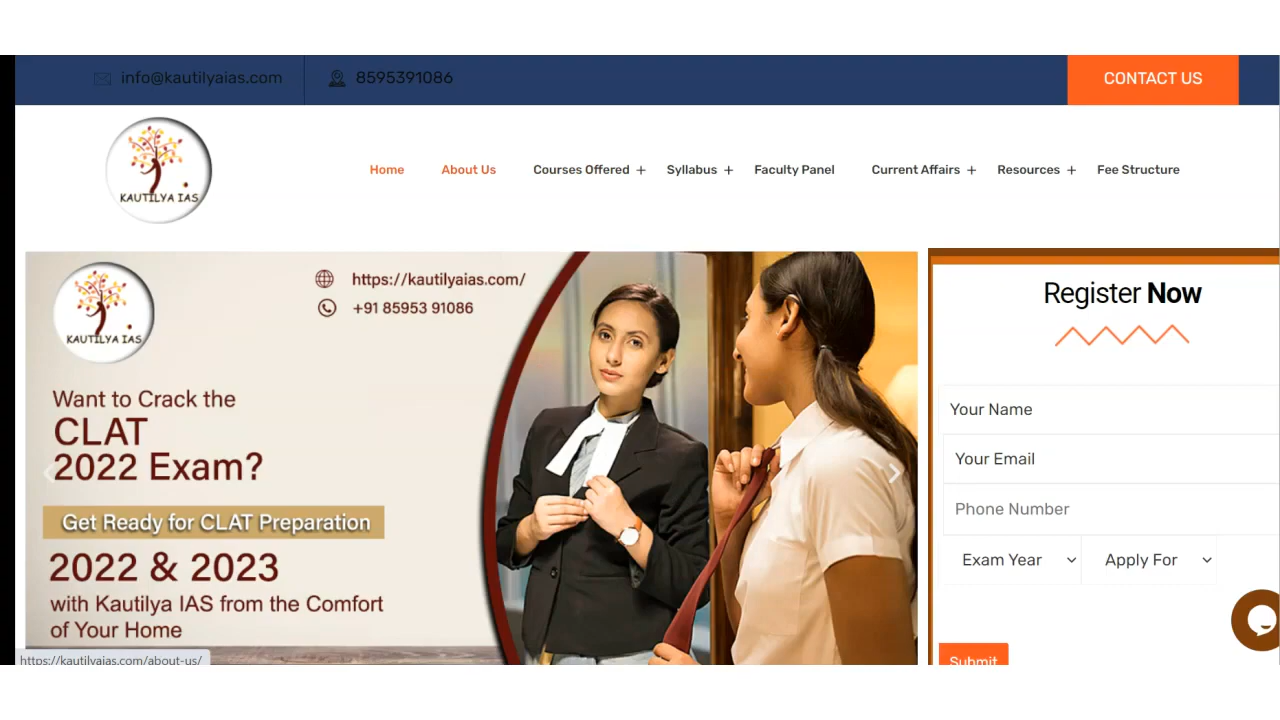 info@kautilyaias.com
8595391086
CONTACT US
KAUTILYA IAS
Home
About Us
Courses Offered +
Syllabus +
Faculty Panel
Current Affairs +
Resources +
Fee Structure
KAUTILYA IAS
https://kautilyaias.com/
+91 85953 91086
Want to Crack the
CLAT
2022 Exam?
Get Ready for CLAT Preparation
2022 & 2023
with Kautilya IAS from the Comfort
of Your Home
Register Now
Your Name
Your Email
Phone Number
Exam Year
Apply For
Submit
https://kautilyaias.com/about-us/